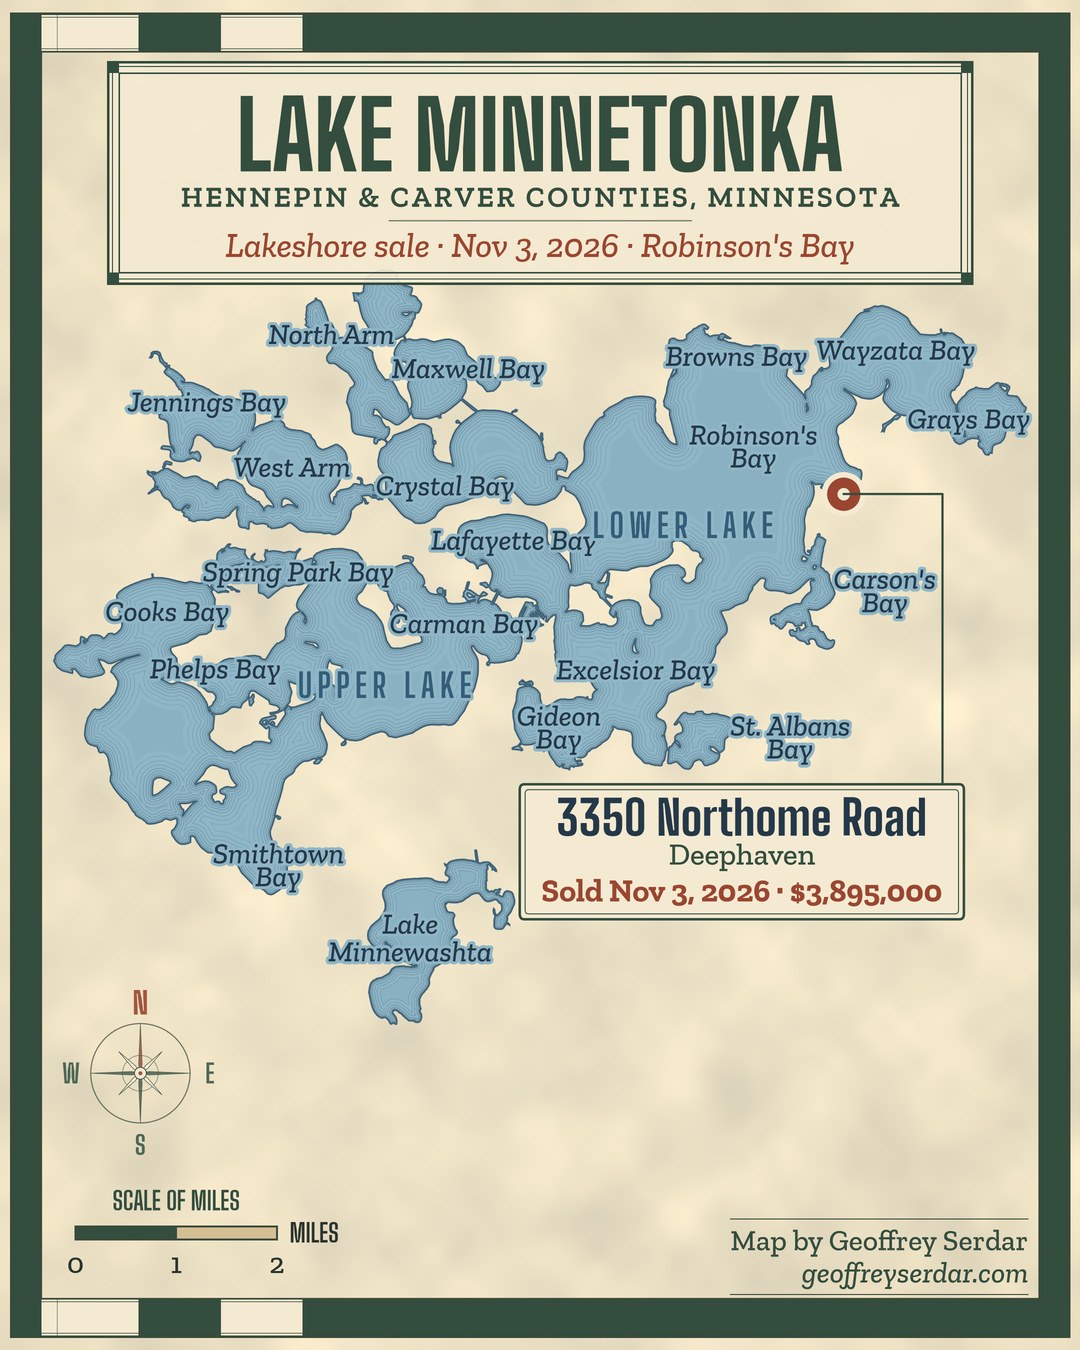 LAKE MINNETONKA
HENNEPIN & CARVER COUNTIES, MINNESOTA
Lakeshore sale · Nov 3, 2026 · Robinson's Bay
North Arm
Maxwell Bay
Browns Bay
Wayzata Bay
Jennings Bay
Grays Bay
West Arm
Robinson's
Bay
Crystal Bay
LOWER LAKE
Lafayette Bay
Spring Park Bay
Carson's
Bay
Cooks Bay
Carman Bay
Phelps Bay
UPPER LAKE
Excelsior Bay
Gideon
Bay
St. Albans
Bay
3350 Northome Road
Deephaven
Sold Nov 3, 2026 · $3,895,000
Smithtown
Bay
Lake
Minnewashta
N
W
E
S
SCALE OF MILES
MILES
0 1 2
Map by Geoffrey Serdar
geoffreyserdar.com